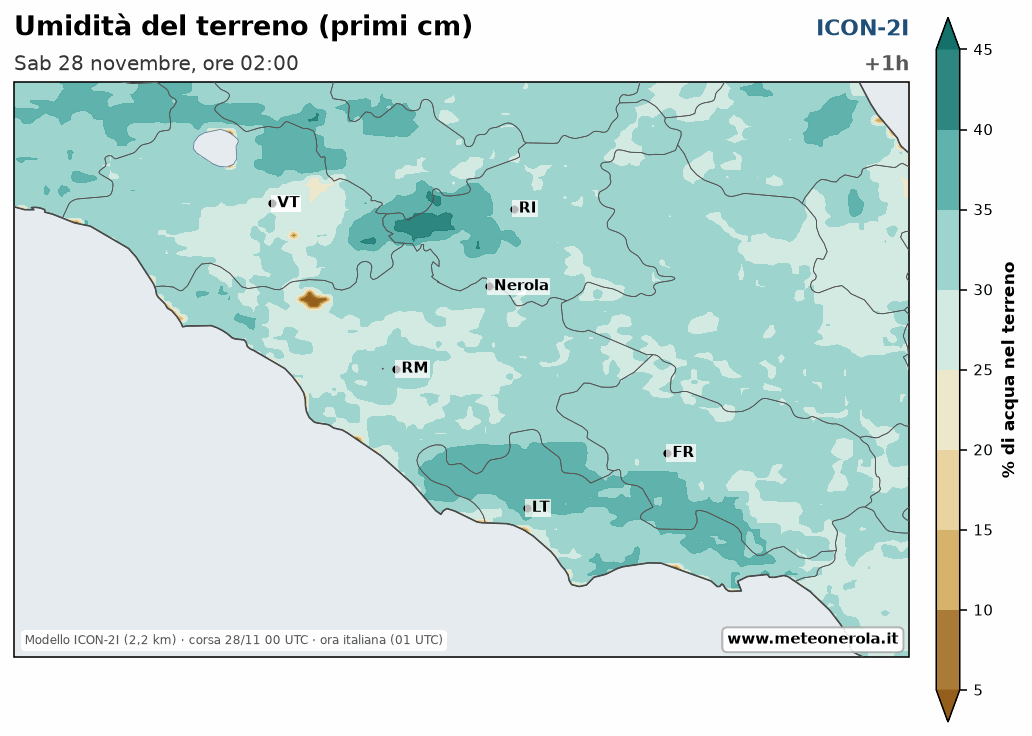 Umidità del terreno (primi cm)
ICON-2I
Sab 28 novembre, ore 02:00
+1h
45
40
35
30
25
20
15
10
5
% di acqua nel terreno
VT
RI
Nerola
RM
FR
LT
Modello ICON-2I (2,2 km) · corsa 28/11 00 UTC · ora italiana (01 UTC)
www.meteonerola.it